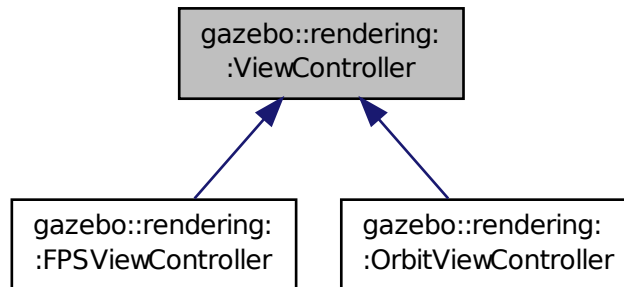 gazebo::rendering:
:ViewController
gazebo::rendering:
:FPSViewController
gazebo::rendering:
:OrbitViewController